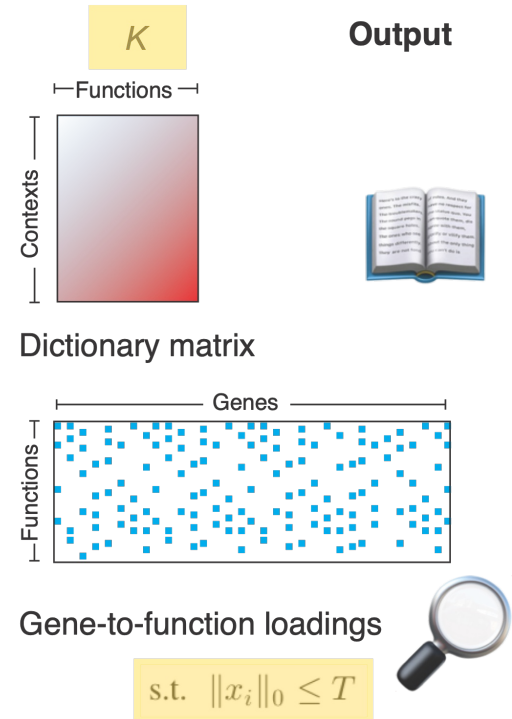 K
Output
Functions
Contexts
Dictionary matrix
Genes
Functions
Gene-to-function loadings
s.t. ‖x_i‖_0 ≤ T